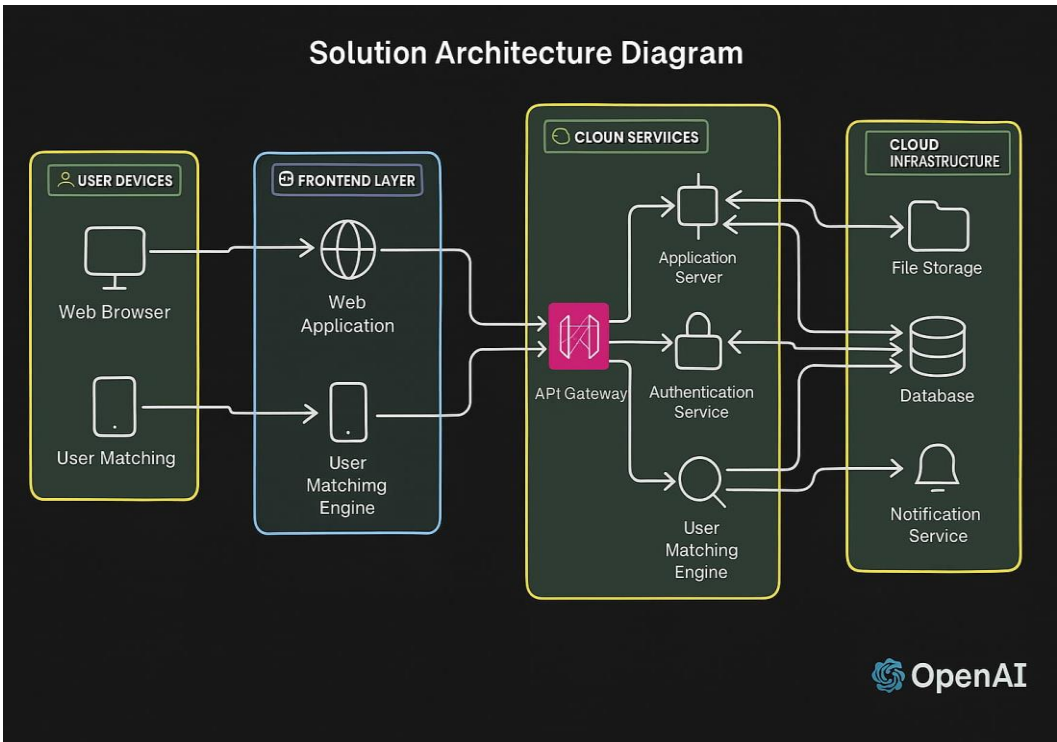 Solution Architecture Diagram
USER DEVICES
Web Browser
User Matching
FRONTEND LAYER
Web
Application
User
Matchimg
Engine
CLOUN SERVIICES
APt Gateway
Application
Server
Authentication
Service
User
Matching
Engine
CLOUD
INFRASTRUCTURE
File Storage
Database
Notification
Service
OpenAI